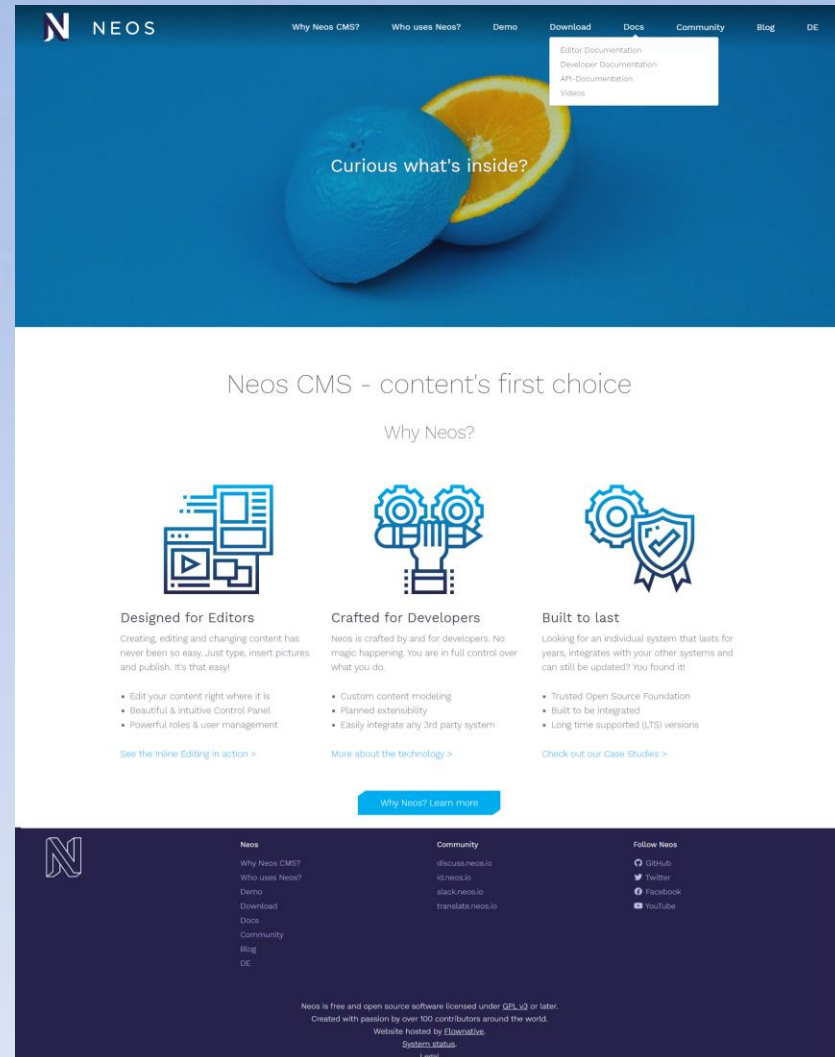 NEOS
Why Neos CMS? Who uses Neos? Demo Download Docs Community Blog DE
Editor Documentation
Developer Documentation
API-Documentation
Videos
Curious what's inside?
Neos CMS - content's first choice
Why Neos?
Designed for Editors
Creating, editing and changing content has
never been so easy. Just type, insert pictures
and publish. It's that easy!
• Edit your content right where it is
• Beautiful & intuitive Control Panel
• Powerful roles & user management
See the Inline Editing in action >
Crafted for Developers
Neos is crafted by and for developers. No
magic happening. You are in full control over
what you do.
• Custom content modeling
• Planned extensibility
• Easily integrate any 3rd party system
More about the technology >
Built to last
Looking for an individual system that lasts for
years, integrates with your other systems and
can still be updated? You found it!
• Trusted Open Source Foundation
• Built to be integrated
• Long time supported (LTS) versions
Check out our Case Studies >
Why Neos? Learn more
Neos
Why Neos CMS?
Who uses Neos?
Demo
Download
Docs
Community
Blog
DE
Community
discuss.neos.io
id.neos.io
slack.neos.io
translate.neos.io
Follow Neos
GitHub
Twitter
Facebook
YouTube
Neos is free and open source software licensed under GPL v3 or later.
Created with passion by over 100 contributors around the world.
Website hosted by Flownative.
System status.
Legal